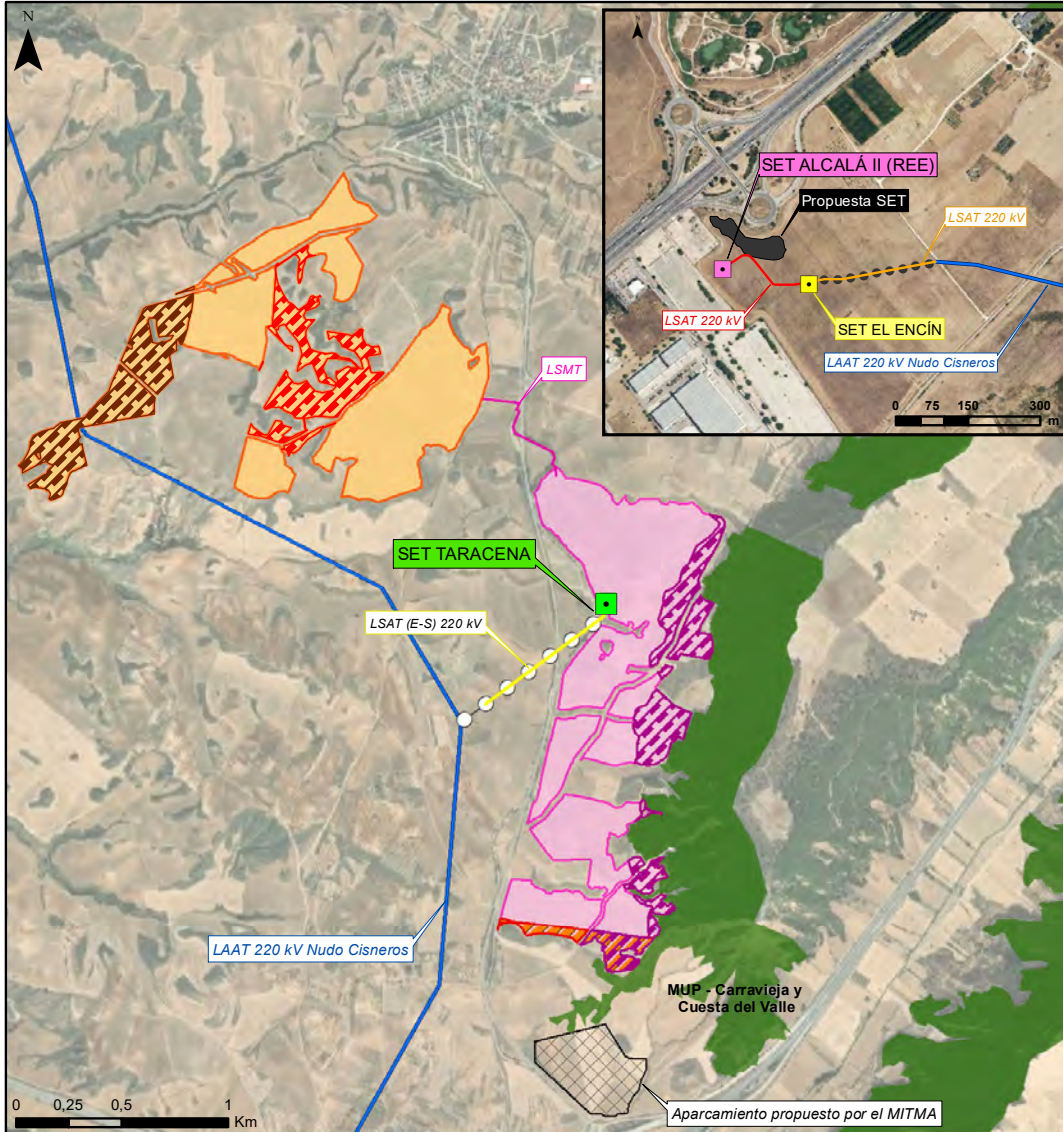 N
SET ALCALÁ II (REE)
Propuesta SET
LSAT 220 kV
LSAT 220 kV
SET EL ENCÍN
LAAT 220 kV Nudo Cisneros
0 75 150 300
m
LSMT
SET TARACENA
LSAT (E-S) 220 kV
LAAT 220 kV Nudo Cisneros
MUP - Carravieja y
Cuesta del Valle
Aparcamiento propuesto por el MITMA
0 0,25 0,5 1
Km